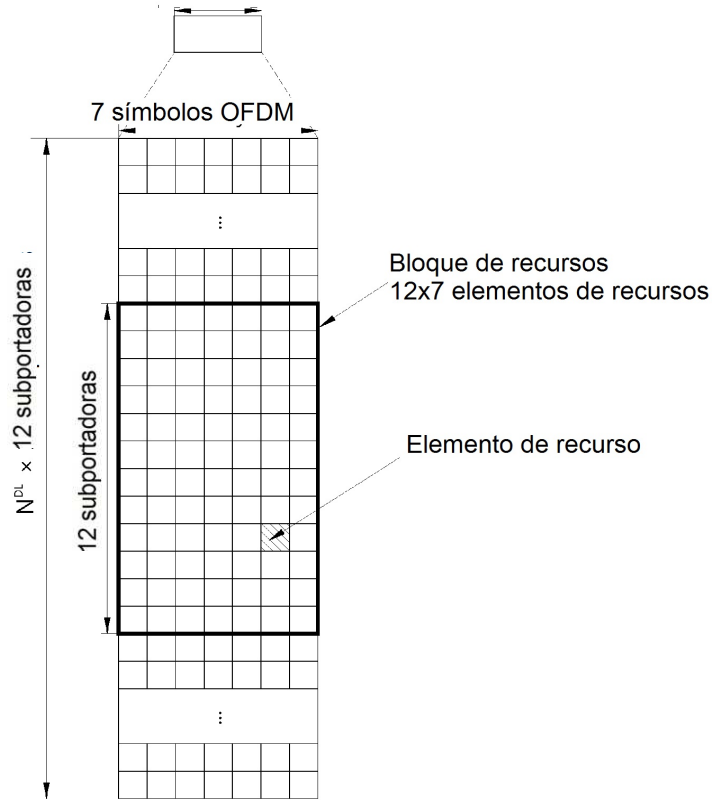 7 símbolos OFDM
Bloque de recursos
12x7 elementos de recursos
Elemento de recurso
12 subportadoras
N^DL × 12 subportadoras